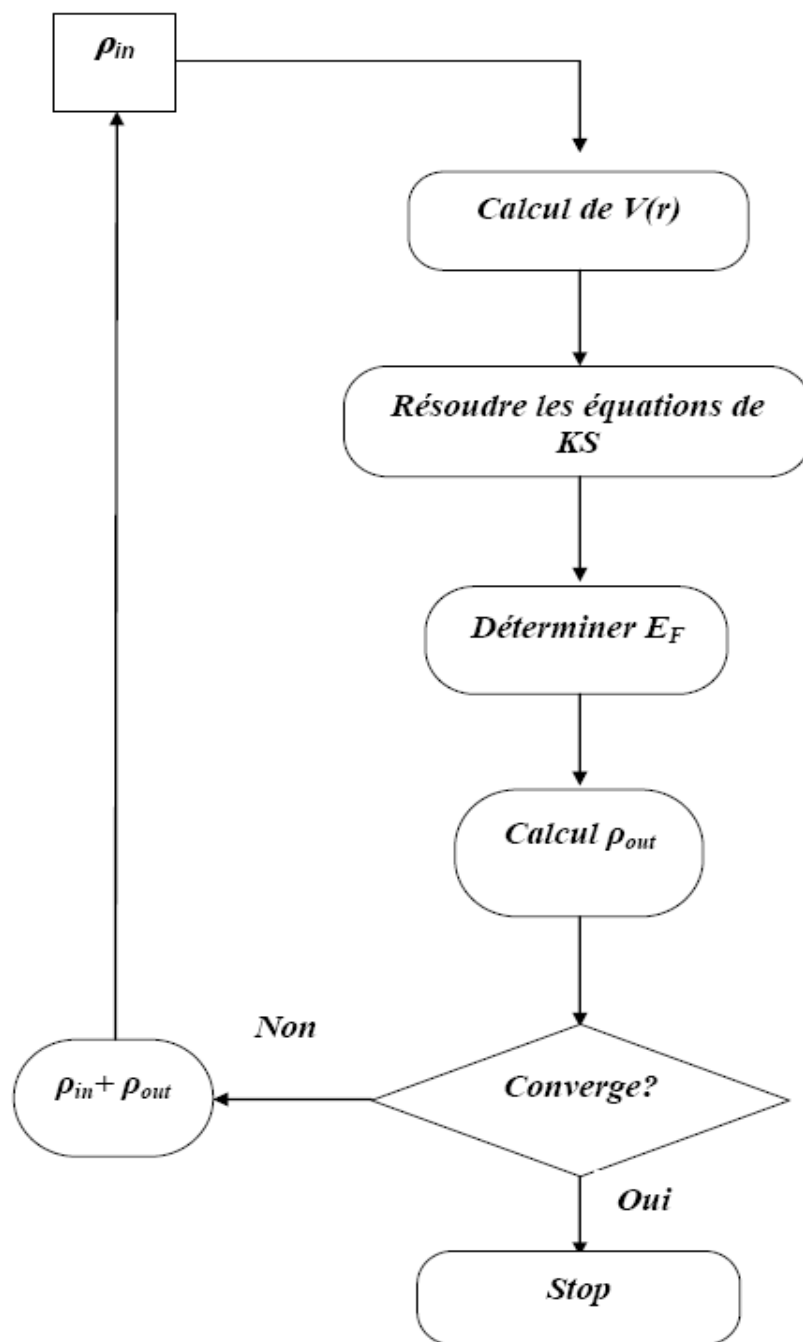 ρin
Calcul de V(r)
Résoudre les équations de
KS
Déterminer EF
Calcul ρout
Non
ρin+ ρout
Converge?
Oui
Stop